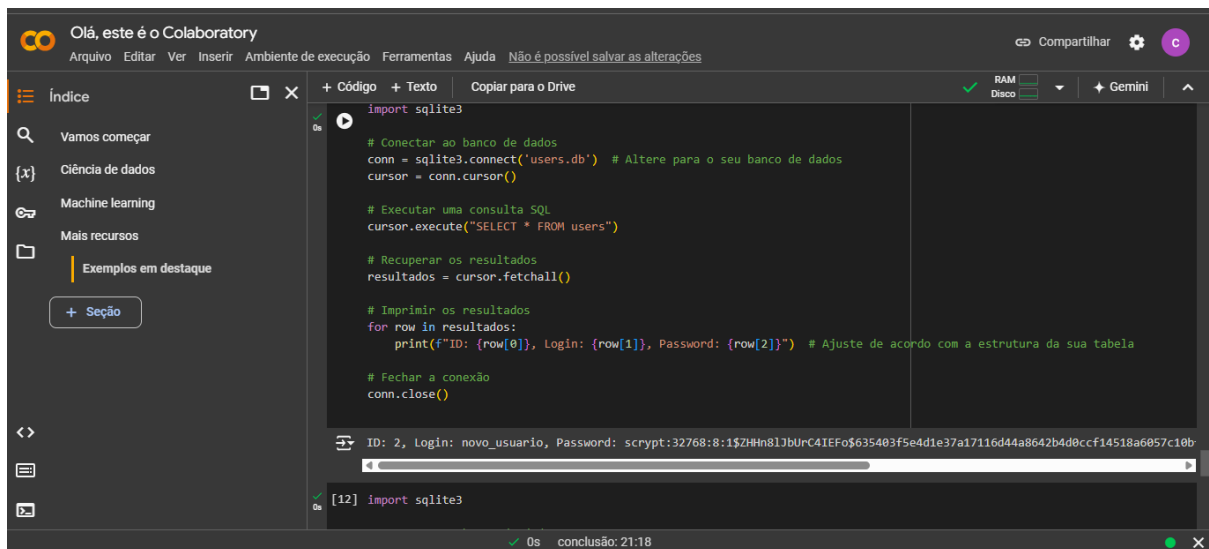 Olá, este é o Colaboratory
Arquivo Editar Ver Inserir Ambiente de execução Ferramentas Ajuda Não é possível salvar as alterações
Compartilhar
C
Índice
Vamos começar
Ciência de dados
Machine learning
Mais recursos
Exemplos em destaque
+ Seção
{x}
+ Código + Texto Copiar para o Drive
RAM
Disco
Gemini
0s
import sqlite3
# Conectar ao banco de dados
conn = sqlite3.connect('users.db')  # Altere para o seu banco de dados
cursor = conn.cursor()
# Executar uma consulta SQL
cursor.execute("SELECT * FROM users")
# Recuperar os resultados
resultados = cursor.fetchall()
# Imprimir os resultados
for row in resultados:
    print(f"ID: {row[0]}, Login: {row[1]}, Password: {row[2]}")  # Ajuste de acordo com a estrutura da sua tabela
# Fechar a conexão
conn.close()
ID: 2, Login: novo_usuario, Password: scrypt:32768:8:1$ZHHn8lJbUrC4IEFo$635403f5e4d1e37a17116d44a8642b4d0ccf14518a6057c10b
[12] import sqlite3
0s
0s conclusão: 21:18